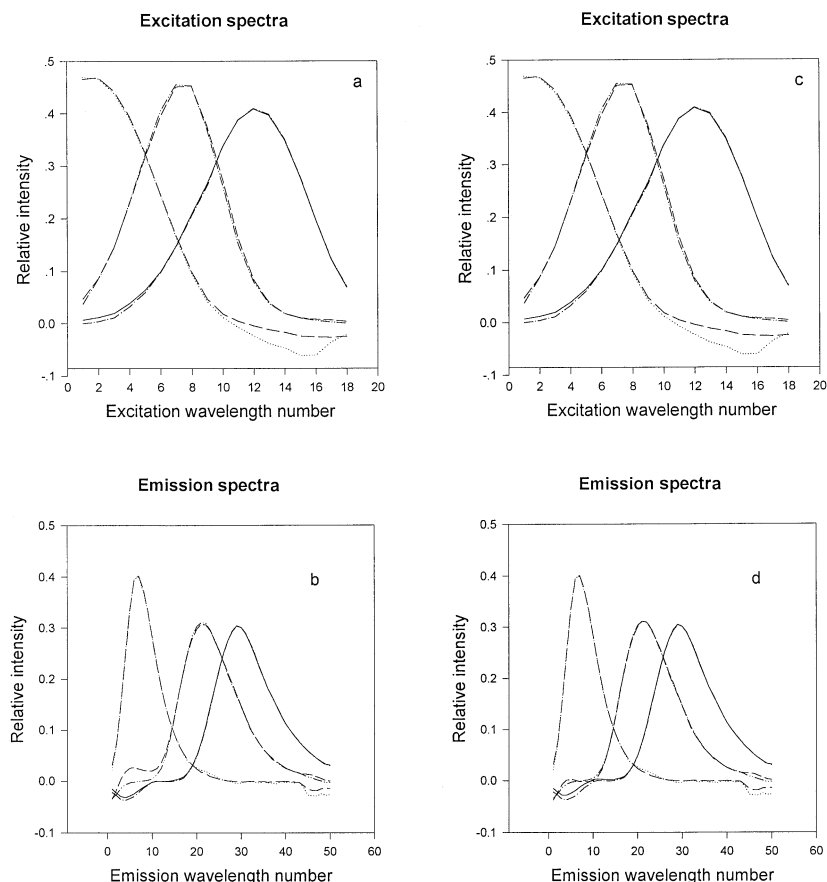 Excitation spectra
a
Relative intensity
.5
.4
.3
.2
.1
0.0
-.1
0 2 4 6 8 10 12 14 16 18 20
Excitation wavelength number
Excitation spectra
c
Relative intensity
.5
.4
.3
.2
.1
0.0
-.1
0 2 4 6 8 10 12 14 16 18 20
Excitation wavelength number
Emission spectra
b
Relative intensity
0.5
0.4
0.3
0.2
0.1
0.0
-0.1
0 10 20 30 40 50 60
Emission wavelength number
Emission spectra
d
Relative intensity
0.5
0.4
0.3
0.2
0.1
0.0
-0.1
0 10 20 30 40 50 60
Emission wavelength number